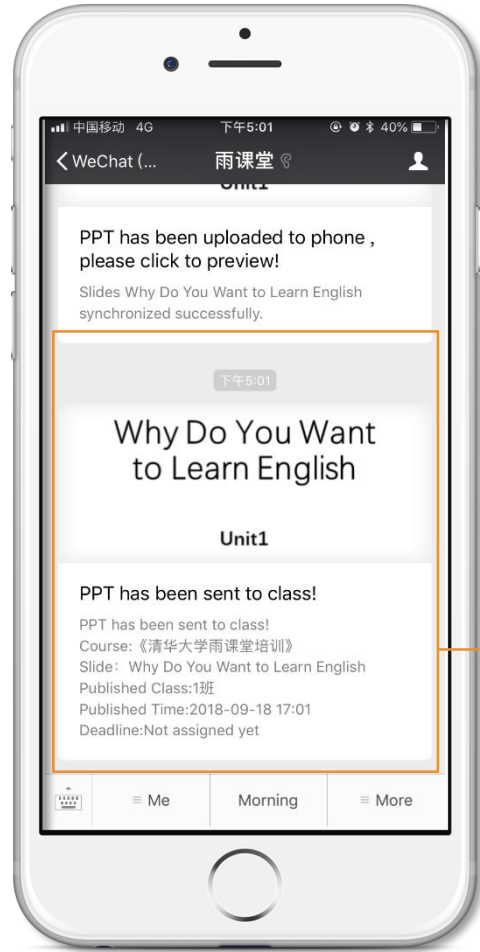 中国移动 4G 下午5:01 40%
WeChat (... 雨课堂
Unit1
PPT has been uploaded to phone ,
please click to preview!
Slides Why Do You Want to Learn English
synchronized successfully.
下午5:01
Why Do You Want
to Learn English
Unit1
PPT has been sent to class!
PPT has been sent to class!
Course:《清华大学雨课堂培训》
Slide: Why Do You Want to Learn English
Published Class:1班
Published Time:2018-09-18 17:01
Deadline:Not assigned yet
Me Morning More